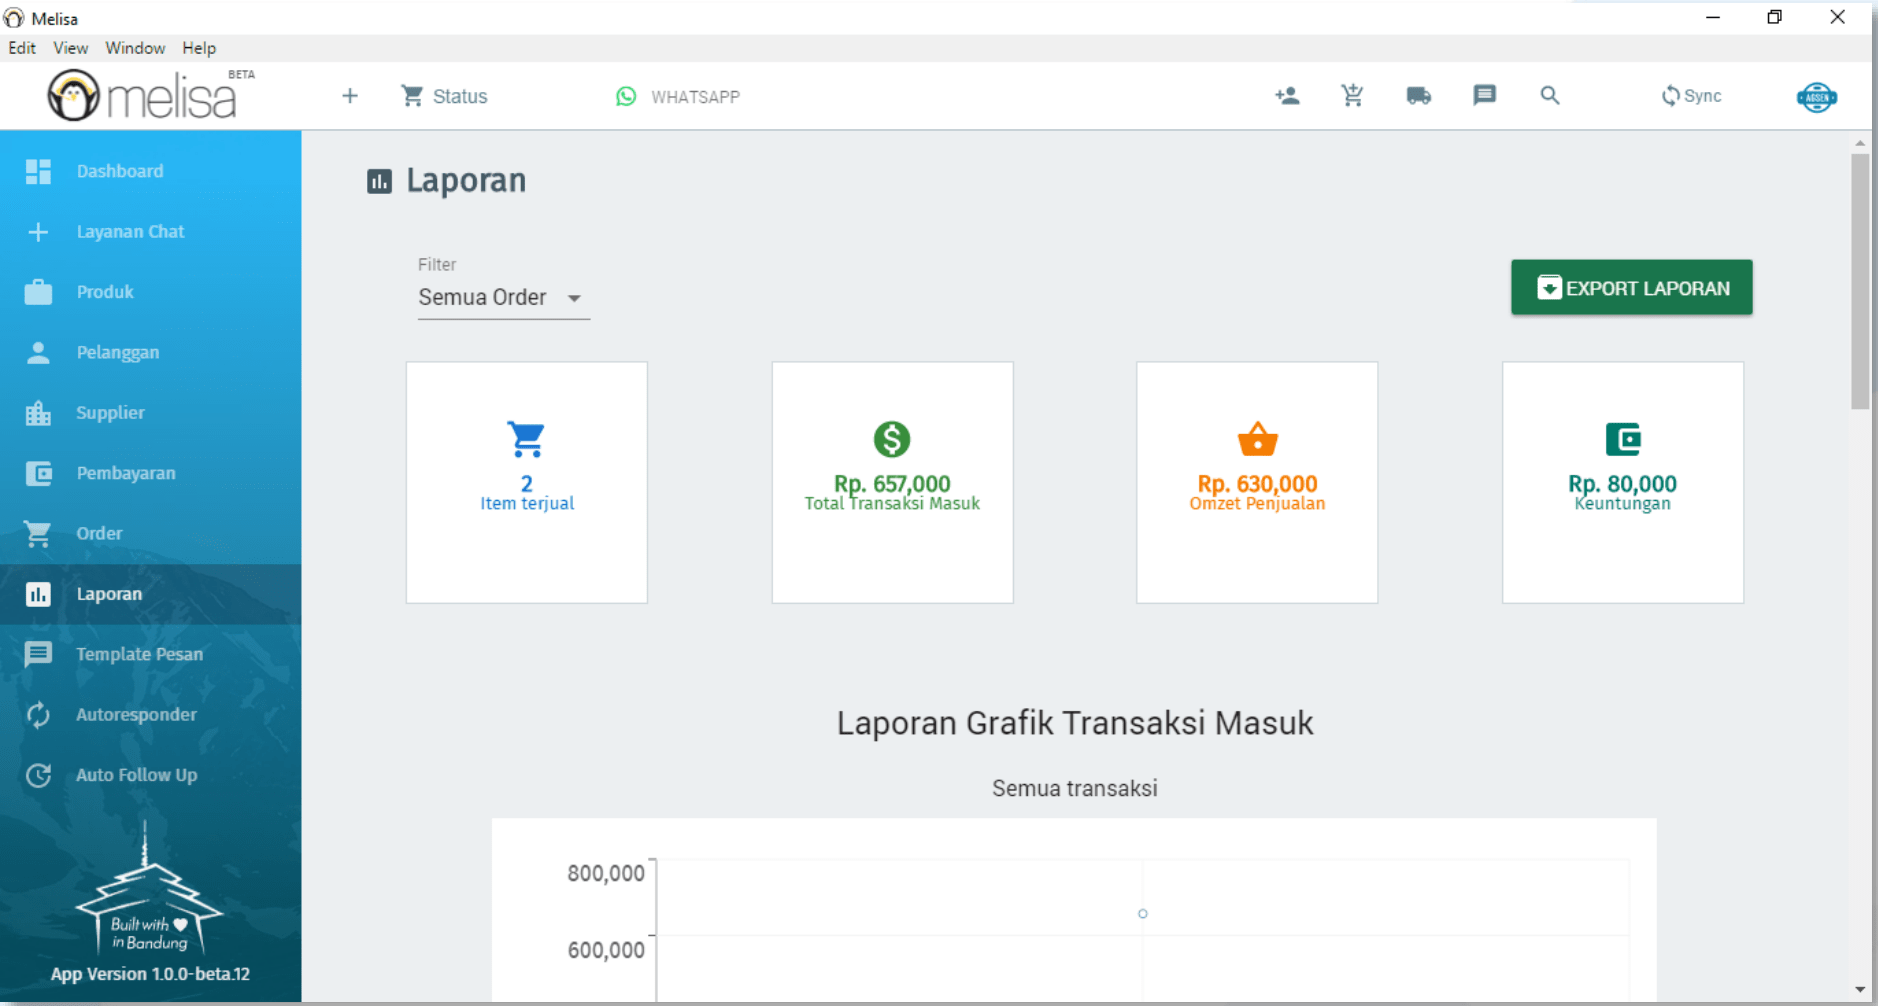 Melisa
Edit View Window Help
melisa BETA
Status
WHATSAPP
Sync
AGSEN
Dashboard
Layanan Chat
Produk
Pelanggan
Supplier
Pembayaran
Order
Laporan
Template Pesan
Autoresponder
Auto Follow Up
Built with
in Bandung
App Version 1.0.0-beta.12
Laporan
Filter
Semua Order
EXPORT LAPORAN
2
Item terjual
Rp. 657,000
Total Transaksi Masuk
Rp. 630,000
Omzet Penjualan
Rp. 80,000
Keuntungan
Laporan Grafik Transaksi Masuk
Semua transaksi
800,000
600,000